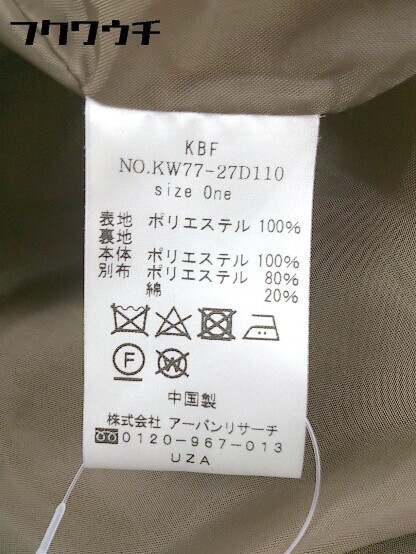 フクワウチ
KBF
NO.KW77-27D110
size One
表地 ポリエステル 100%
裏地
本体 ポリエステル 100%
別布 ポリエステル 80%
綿 20%
F
W
中国製
株式会社 アーバンリサーチ
0120-967-013
UZA